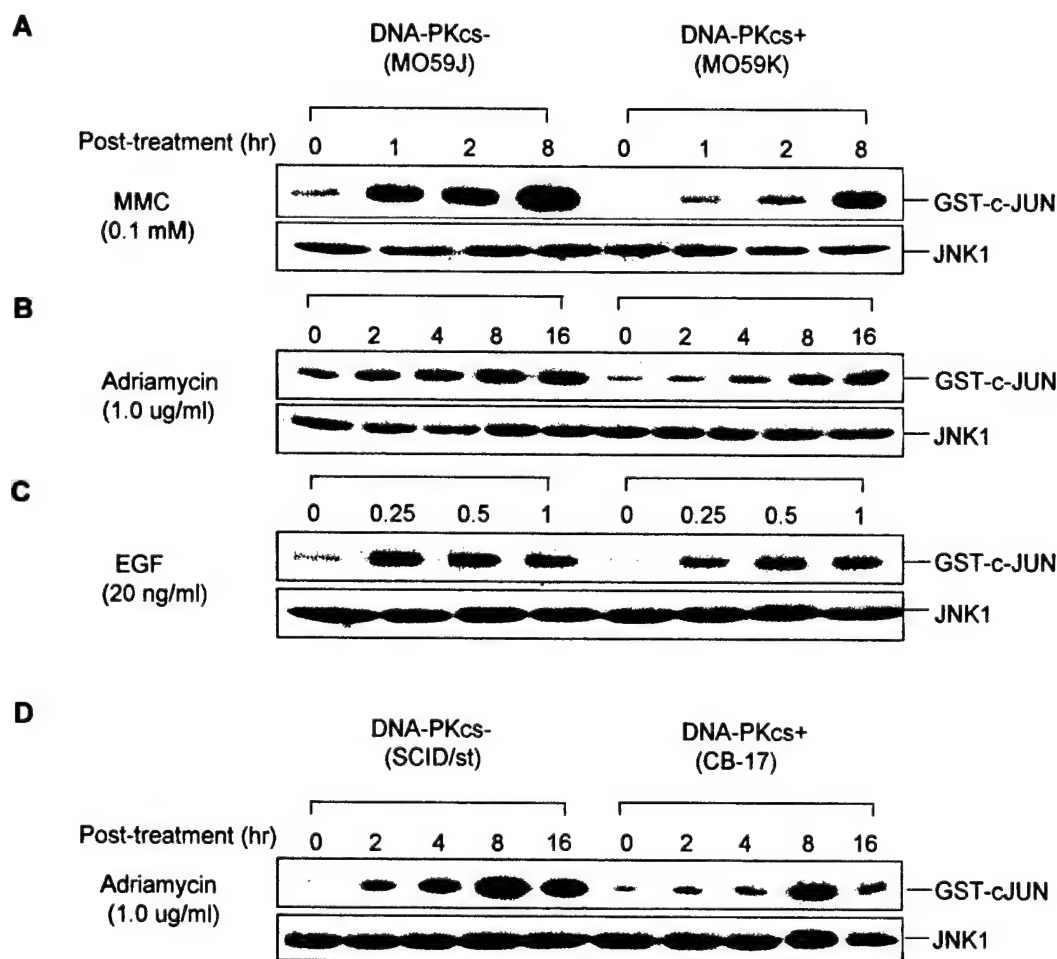 A
DNA-PKcs- DNA-PKcs+
(MO59J) (MO59K)
Post-treatment (hr) 0 1 2 8 0 1 2 8
MMC
(0.1 mM)
GST-c-JUN
JNK1
B
0 2 4 8 16 0 2 4 8 16
Adriamycin
(1.0 ug/ml)
GST-c-JUN
JNK1
C
0 0.25 0.5 1 0 0.25 0.5 1
EGF
(20 ng/ml)
GST-c-JUN
JNK1
D
DNA-PKcs- DNA-PKcs+
(SCID/st) (CB-17)
Post-treatment (hr) 0 2 4 8 16 0 2 4 8 16
Adriamycin
(1.0 ug/ml)
GST-cJUN
JNK1